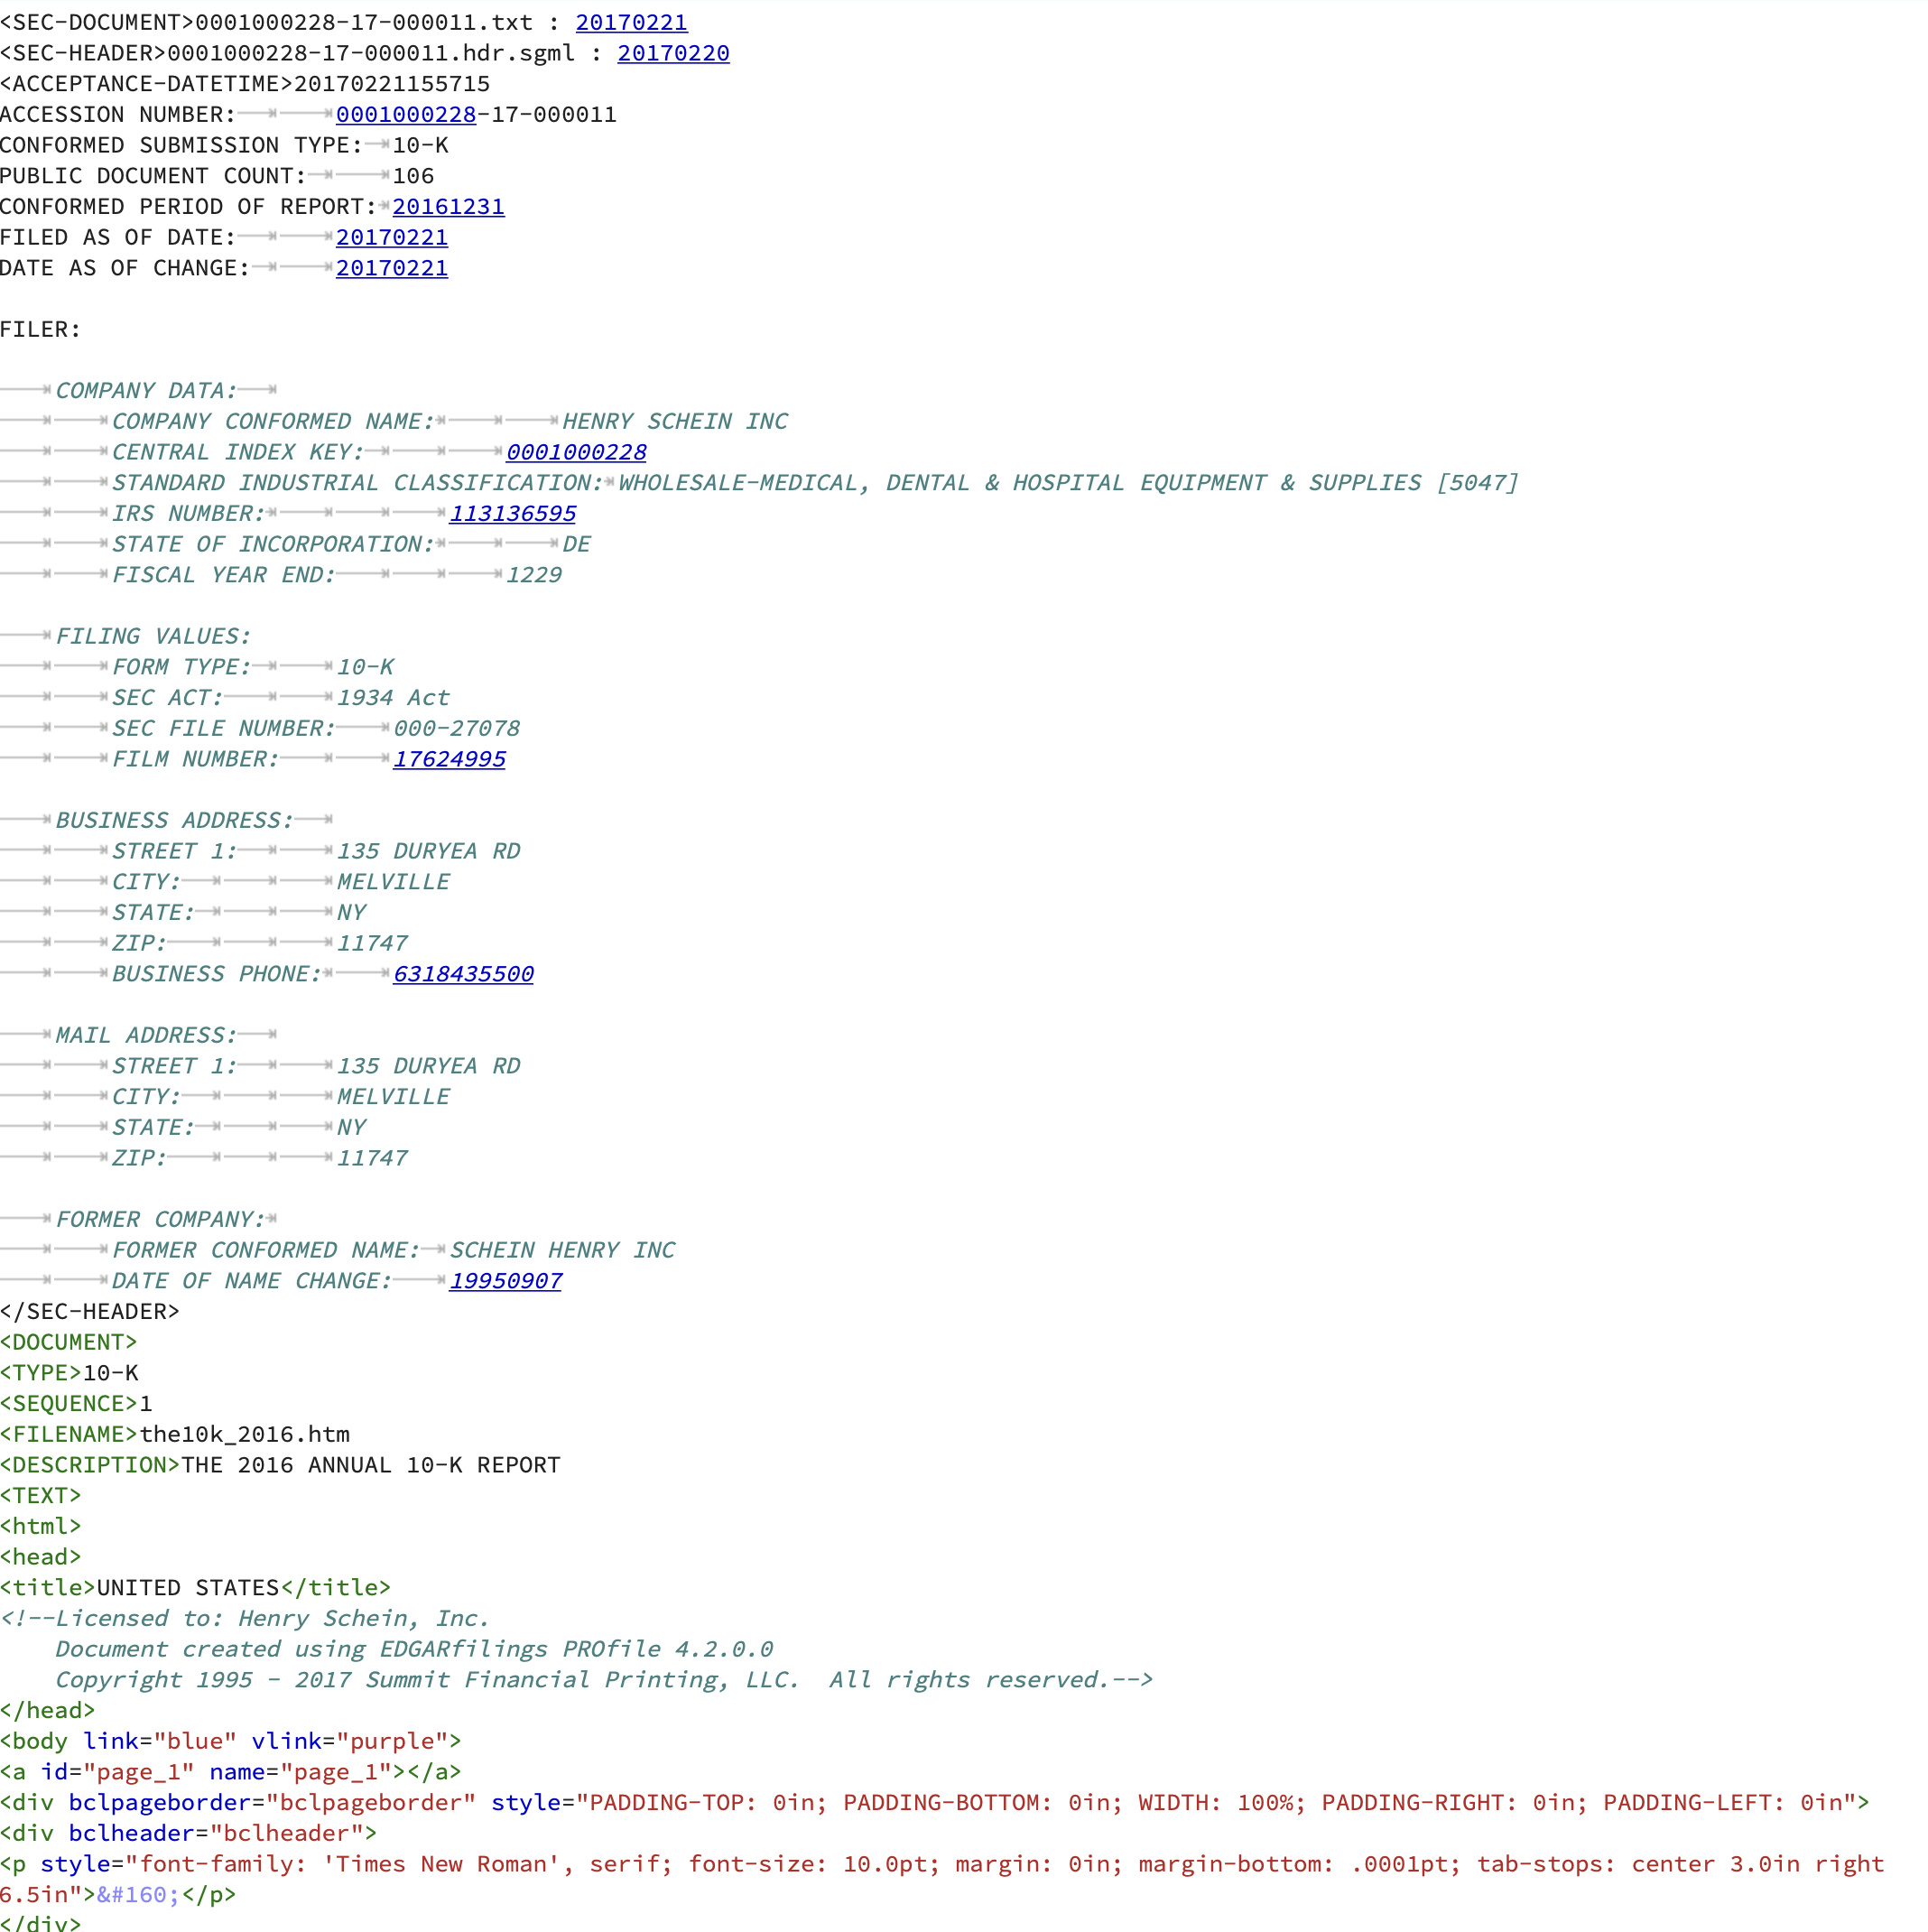 <SEC-DOCUMENT>0001000228-17-000011.txt : 20170221
<SEC-HEADER>0001000228-17-000011.hdr.sgml : 20170220
<ACCEPTANCE-DATETIME>20170221155715
ACCESSION NUMBER: 0001000228-17-000011
CONFORMED SUBMISSION TYPE: 10-K
PUBLIC DOCUMENT COUNT: 106
CONFORMED PERIOD OF REPORT: 20161231
FILED AS OF DATE: 20170221
DATE AS OF CHANGE: 20170221
FILER:
COMPANY DATA:
COMPANY CONFORMED NAME: HENRY SCHEIN INC
CENTRAL INDEX KEY: 0001000228
STANDARD INDUSTRIAL CLASSIFICATION: WHOLESALE-MEDICAL, DENTAL & HOSPITAL EQUIPMENT & SUPPLIES [5047]
IRS NUMBER: 113136595
STATE OF INCORPORATION: DE
FISCAL YEAR END: 1229
FILING VALUES:
FORM TYPE: 10-K
SEC ACT: 1934 Act
SEC FILE NUMBER: 000-27078
FILM NUMBER: 17624995
BUSINESS ADDRESS:
STREET 1: 135 DURYEA RD
CITY: MELVILLE
STATE: NY
ZIP: 11747
BUSINESS PHONE: 6318435500
MAIL ADDRESS:
STREET 1: 135 DURYEA RD
CITY: MELVILLE
STATE: NY
ZIP: 11747
FORMER COMPANY:
FORMER CONFORMED NAME: SCHEIN HENRY INC
DATE OF NAME CHANGE: 19950907
</SEC-HEADER>
<DOCUMENT>
<TYPE>10-K
<SEQUENCE>1
<FILENAME>the10k_2016.htm
<DESCRIPTION>THE 2016 ANNUAL 10-K REPORT
<TEXT>
<html>
<head>
<title>UNITED STATES</title>
<!--Licensed to: Henry Schein, Inc.
Document created using EDGARfilings PROfile 4.2.0.0
Copyright 1995 - 2017 Summit Financial Printing, LLC.  All rights reserved.-->
</head>
<body link="blue" vlink="purple">
<a id="page_1" name="page_1"></a>
<div bclpageborder="bclpageborder" style="PADDING-TOP: 0in; PADDING-BOTTOM: 0in; WIDTH: 100%; PADDING-RIGHT: 0in; PADDING-LEFT: 0in">
<div bclheader="bclheader">
<p style="font-family: 'Times New Roman', serif; font-size: 10.0pt; margin: 0in; margin-bottom: .0001pt; tab-stops: center 3.0in right
6.5in">&#160;</p>
</div>